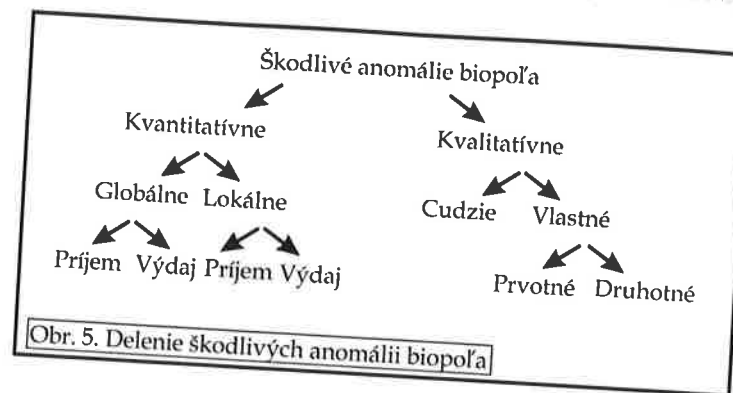 Škodlivé anomálie biopoľa
Kvantitatívne Kvalitatívne
Globálne Lokálne Cudzie Vlastné
Príjem Výdaj Príjem Výdaj Prvotné Druhotné
Obr. 5. Delenie škodlivých anomálii biopoľa